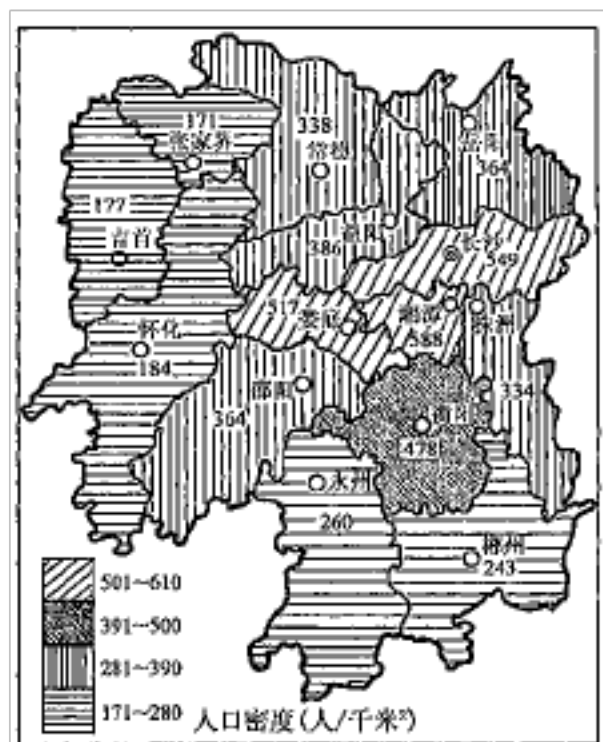 171
张家界
338
常德
岳阳
364
177
吉首
386
益阳
长沙
549
517
娄底
湘潭
588
株洲
334
怀化
184
邵阳
364
衡阳
478
永州
260
郴州
243
501~610
391~500
281~390
171~280
人口密度(人/千米²)